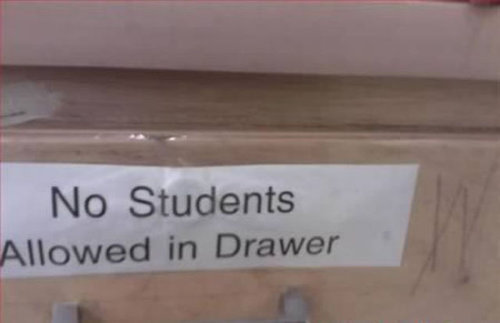 No Students
Allowed in Drawer
W